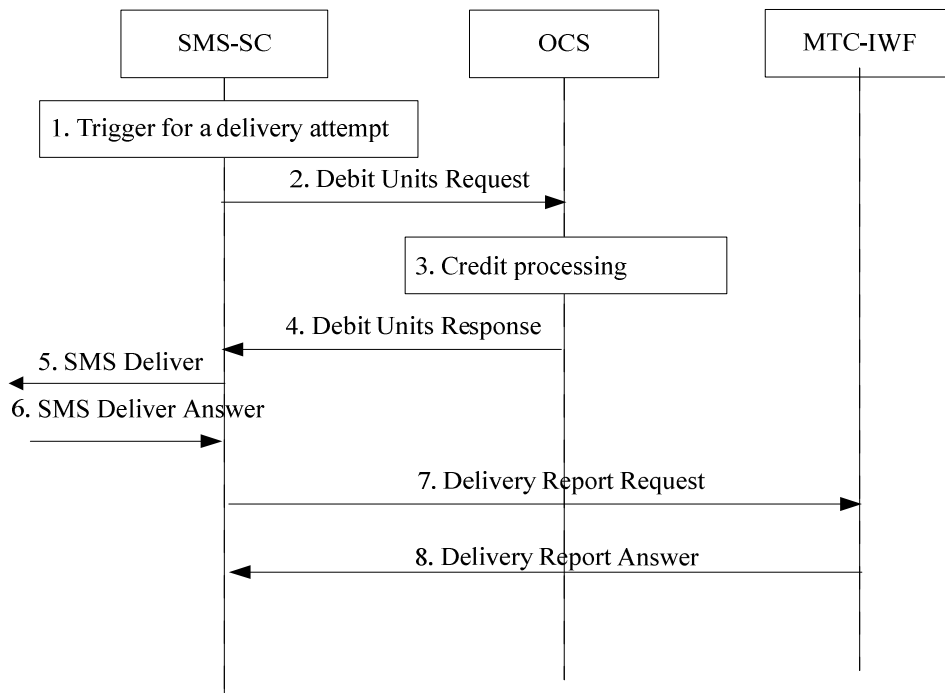 SMS-SC
OCS
MTC-IWF
1. Trigger for a delivery attempt
2. Debit Units Request
3. Credit processing
4. Debit Units Response
5. SMS Deliver
6. SMS Deliver Answer
7. Delivery Report Request
8. Delivery Report Answer